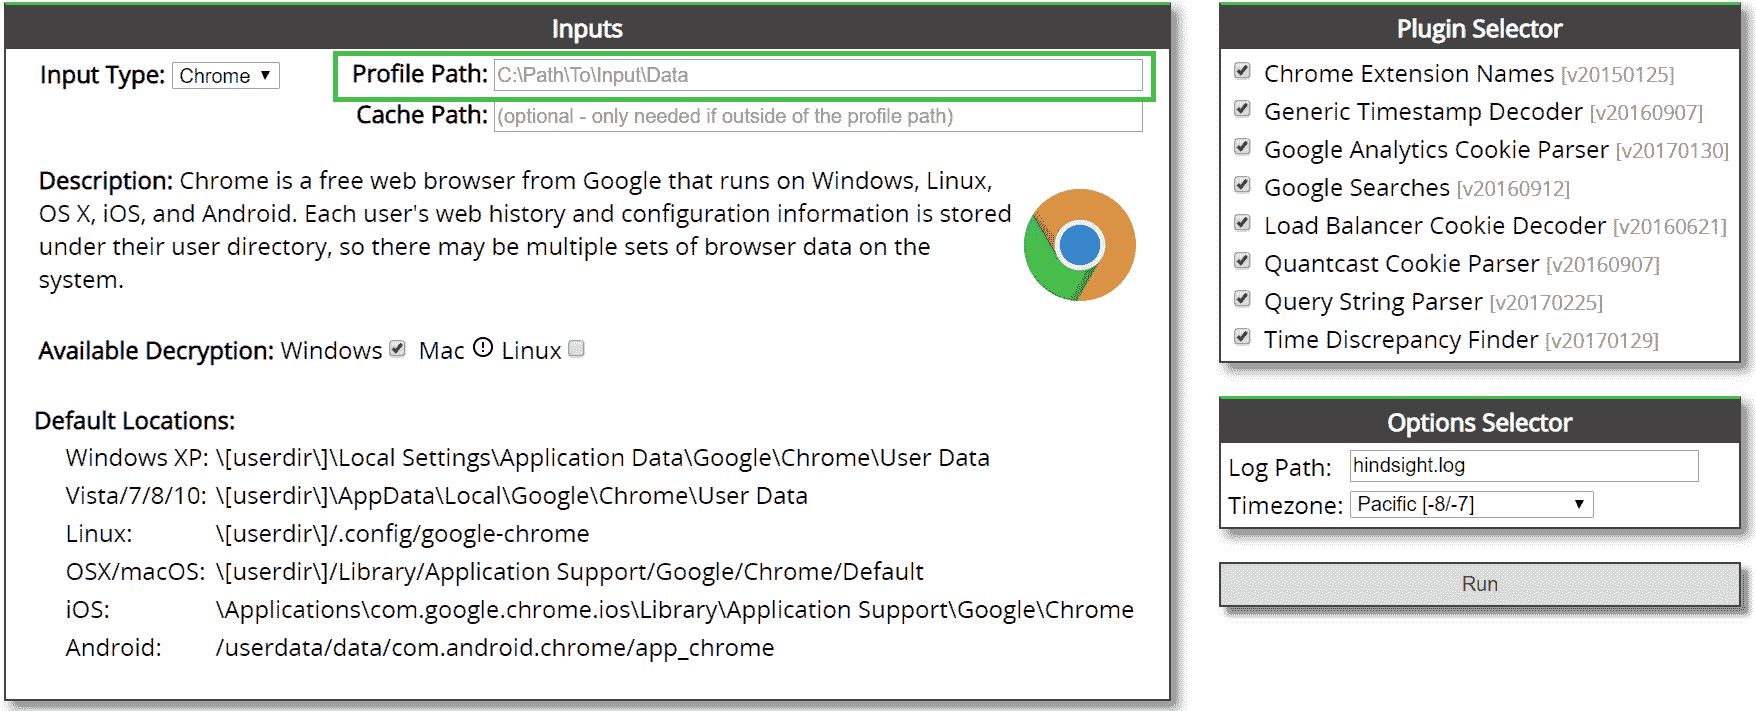 Inputs
Input Type: Chrome ▼
Profile Path: C:\Path\To\Input\Data
Cache Path: (optional - only needed if outside of the profile path)
Description: Chrome is a free web browser from Google that runs on Windows, Linux,
OS X, iOS, and Android. Each user's web history and configuration information is stored
under their user directory, so there may be multiple sets of browser data on the
system.
Available Decryption: Windows Mac Linux
Default Locations:
Windows XP: \[userdir\]\Local Settings\Application Data\Google\Chrome\User Data
Vista/7/8/10: \[userdir\]\AppData\Local\Google\Chrome\User Data
Linux: \[userdir\]/.config/google-chrome
OSX/macOS: \[userdir\]/Library/Application Support/Google/Chrome/Default
iOS: \Applications\com.google.chrome.ios\Library\Application Support\Google\Chrome
Android: /userdata/data/com.android.chrome/app_chrome
Plugin Selector
Chrome Extension Names [v20150125]
Generic Timestamp Decoder [v20160907]
Google Analytics Cookie Parser [v20170130]
Google Searches [v20160912]
Load Balancer Cookie Decoder [v20160621]
Quantcast Cookie Parser [v20160907]
Query String Parser [v20170225]
Time Discrepancy Finder [v20170129]
Options Selector
Log Path: hindsight.log
Timezone: Pacific [-8/-7] ▼
Run